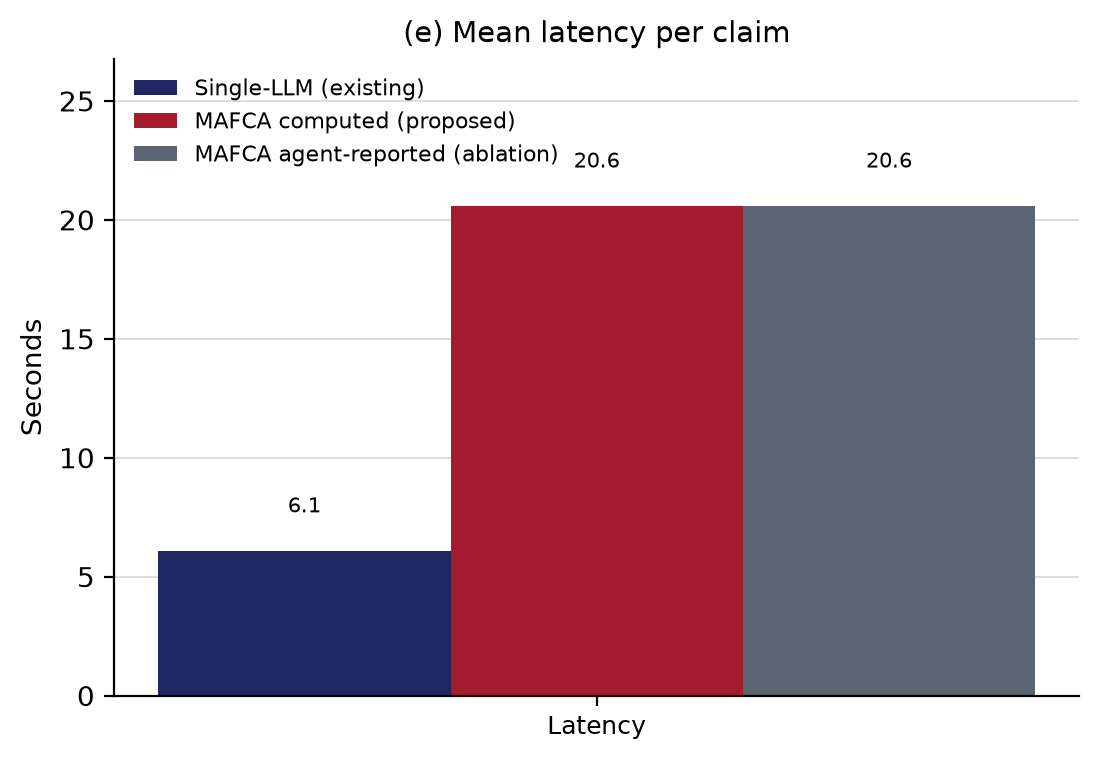 (e) Mean latency per claim
Single-LLM (existing)
MAFCA computed (proposed)
MAFCA agent-reported (ablation)
20.6
20.6
6.1
25
20
15
10
5
0
Seconds
Latency